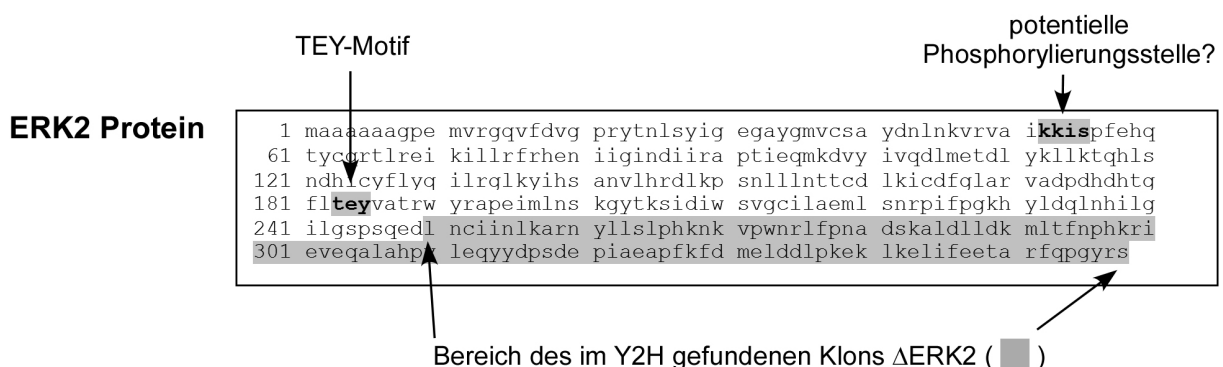 potentielle
TEY-Motif
Phosphorylierungsstelle?
ERK2 Protein
1 maaaaaagpe mvrgqvfdvg prytnlsyig egaygmvcsa ydnlnkvrva ikkispfehq
61 tycqrtlrei killrfrhen iigindiira ptieqmkdvy ivqdlmetdl ykllktqhls
121 ndhicyflyq ilrglkyihs anvlhrdlkp snlllnttcd lkicdfglar vadpdhdhtg
181 flteyvatrw yrapeimlns kgytksidiw svgcilaeml snrpifpgkh yldqlnhilg
241 ilgspsqedl nciinlkarn yllslphknk vpwnrlfpna dskaldlldk mltfnphkri
301 eveqalahpy leqyydpsde piaeapfkfd melddlpkek lkelifeeta rfqpgyrs
Bereich des im Y2H gefundenen Klons ΔERK2 ( )